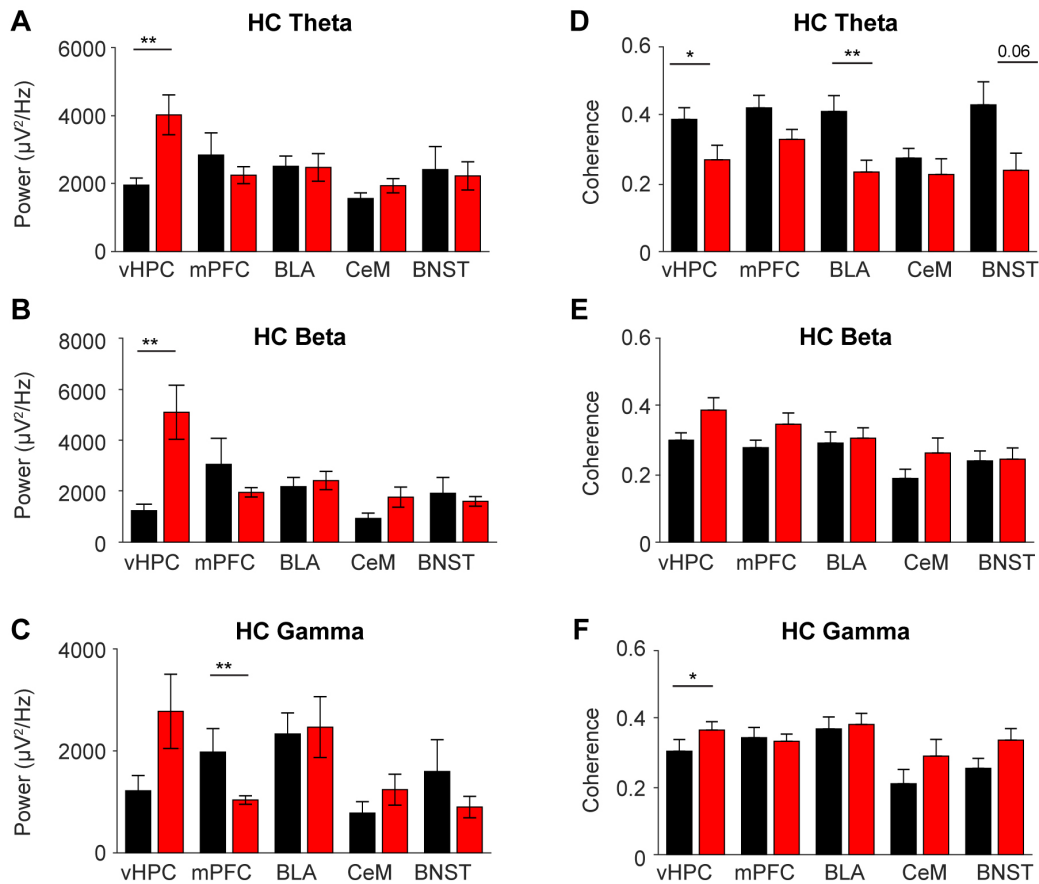 A
HC Theta
**
6000
4000
2000
0
Power (µV²/Hz)
vHPC mPFC BLA CeM BNST
D
HC Theta
* ** 0.06
0.6
0.4
0.2
0
Coherence
vHPC mPFC BLA CeM BNST
B
HC Beta
**
8000
6000
4000
2000
0
Power (µV²/Hz)
vHPC mPFC BLA CeM BNST
E
HC Beta
0.6
0.4
0.2
0
Coherence
vHPC mPFC BLA CeM BNST
C
HC Gamma
**
4000
2000
0
Power (µV²/Hz)
vHPC mPFC BLA CeM BNST
F
HC Gamma
*
0.6
0.4
0.2
0
Coherence
vHPC mPFC BLA CeM BNST